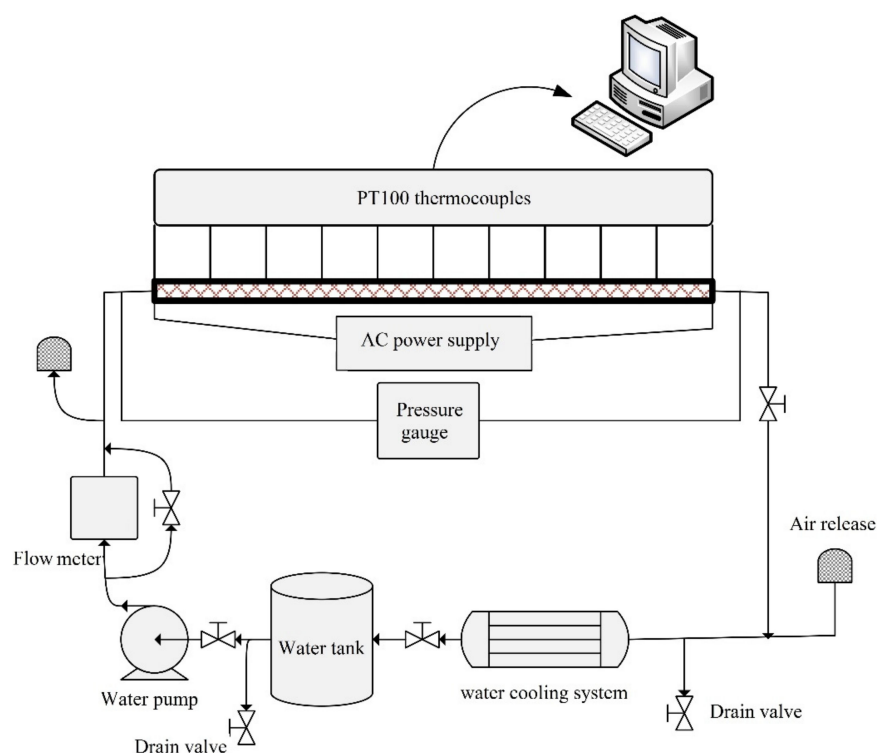 PT100 thermocouples
AC power supply
Pressure
gauge
Air release
Flow meter
Water tank
Water pump
water cooling system
Drain valve
Drain valve